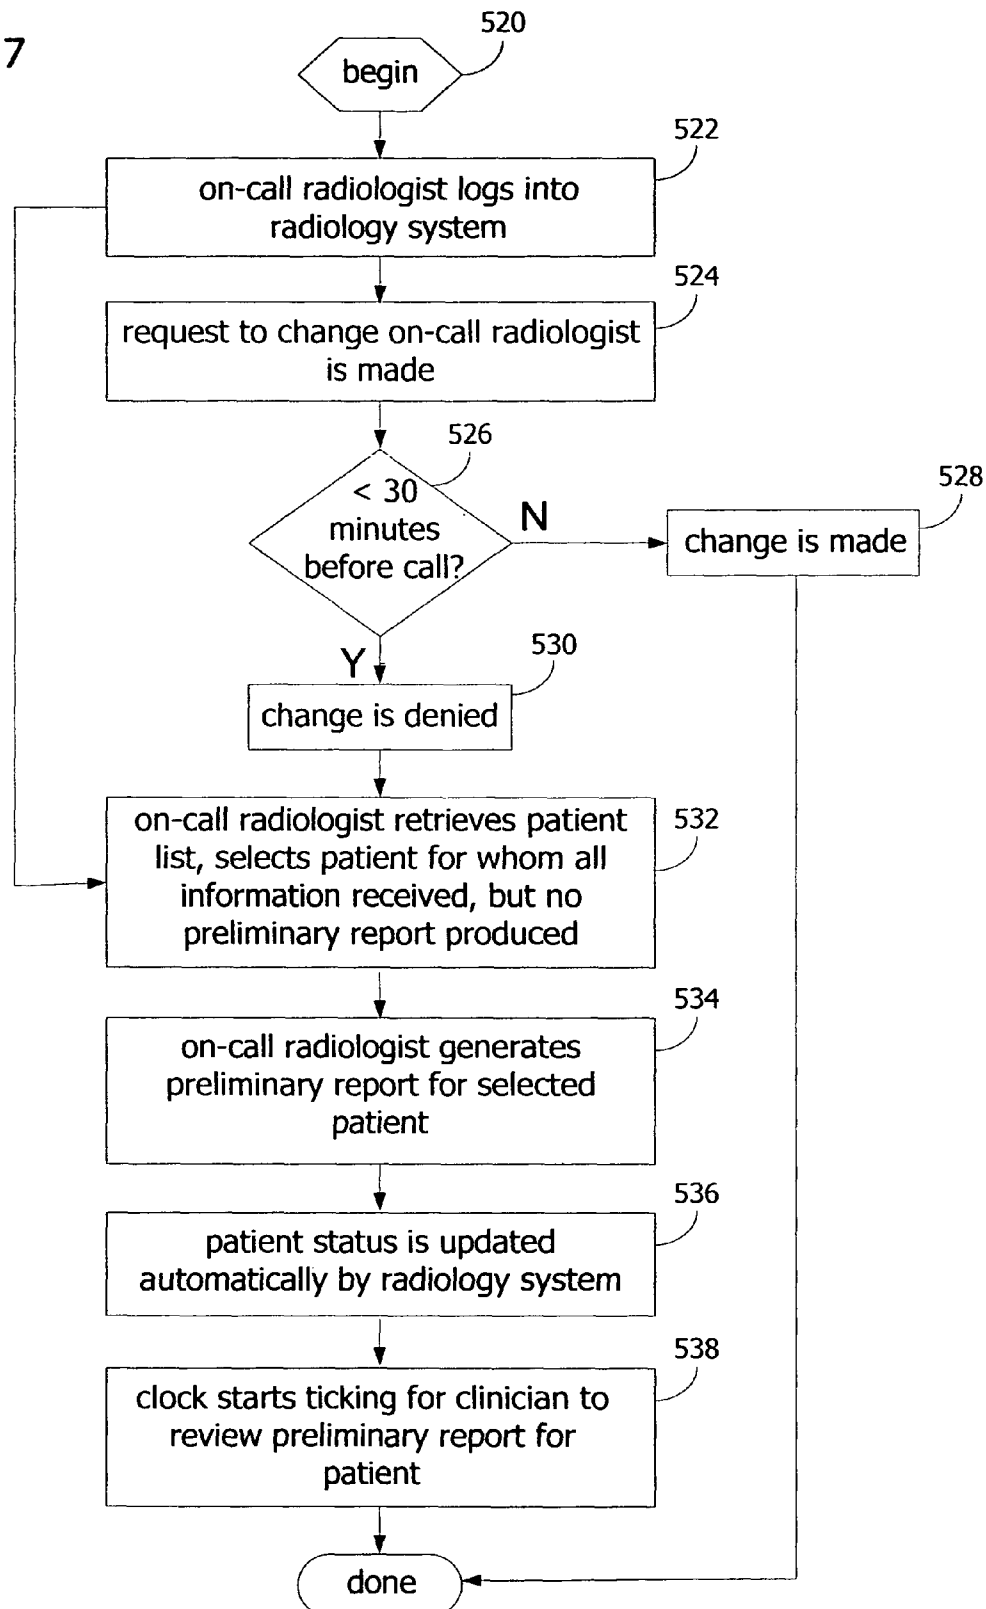 7
520
begin
522
on-call radiologist logs into
radiology system
524
request to change on-call radiologist
is made
526
< 30
minutes
before call?
N
528
change is made
Y
530
change is denied
on-call radiologist retrieves patient
list, selects patient for whom all
information received, but no
preliminary report produced
532
534
on-call radiologist generates
preliminary report for selected
patient
536
patient status is updated
automatically by radiology system
538
clock starts ticking for clinician to
review preliminary report for
patient
done